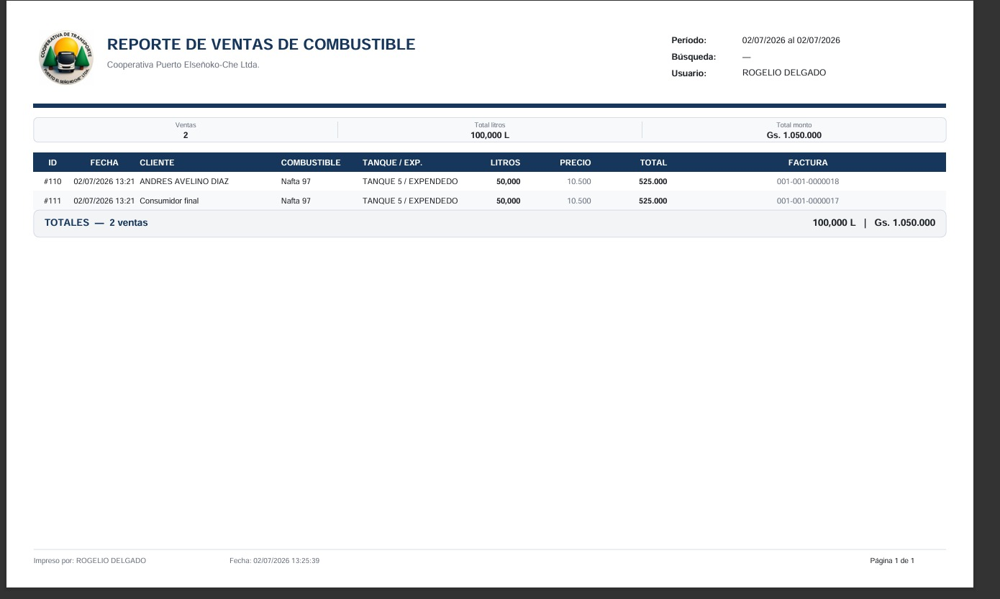 COOPERATIVA DE TRANSPORTE
PUERTO EL SEÑOKOCHE LTDA.
REPORTE DE VENTAS DE COMBUSTIBLE
Cooperativa Puerto Elseñoko-Che Ltda.
Período: 02/07/2026 al 02/07/2026
Búsqueda: —
Usuario: ROGELIO DELGADO
Ventas Total litros Total monto
2 100,000 L Gs. 1.050.000
ID FECHA CLIENTE COMBUSTIBLE TANQUE / EXP. LITROS PRECIO TOTAL FACTURA
#110 02/07/2026 13:21 ANDRES AVELINO DIAZ Nafta 97 TANQUE 5 / EXPENDEDO 50,000 10.500 525.000 001-001-0000018
#111 02/07/2026 13:21 Consumidor final Nafta 97 TANQUE 5 / EXPENDEDO 50,000 10.500 525.000 001-001-0000017
TOTALES — 2 ventas 100,000 L | Gs. 1.050.000
Impreso por: ROGELIO DELGADO Fecha: 02/07/2026 13:25:39 Página 1 de 1